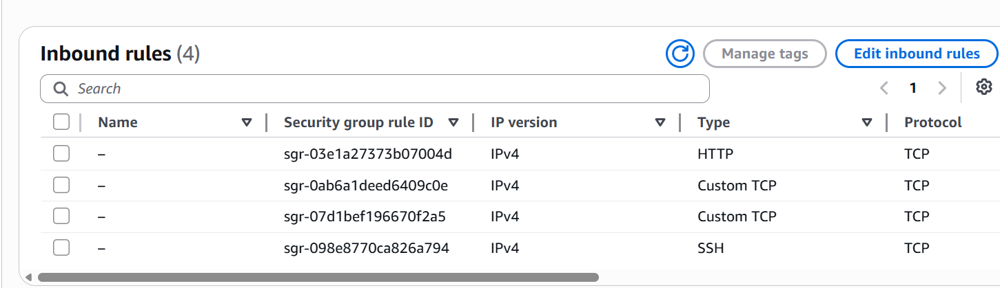 Inbound rules (4)
Manage tags
Edit inbound rules
Search
1
Name Security group rule ID IP version Type Protocol
– sgr-03e1a27373b07004d IPv4 HTTP TCP
– sgr-0ab6a1deed6409c0e IPv4 Custom TCP TCP
– sgr-07d1bef196670f2a5 IPv4 Custom TCP TCP
– sgr-098e8770ca826a794 IPv4 SSH TCP